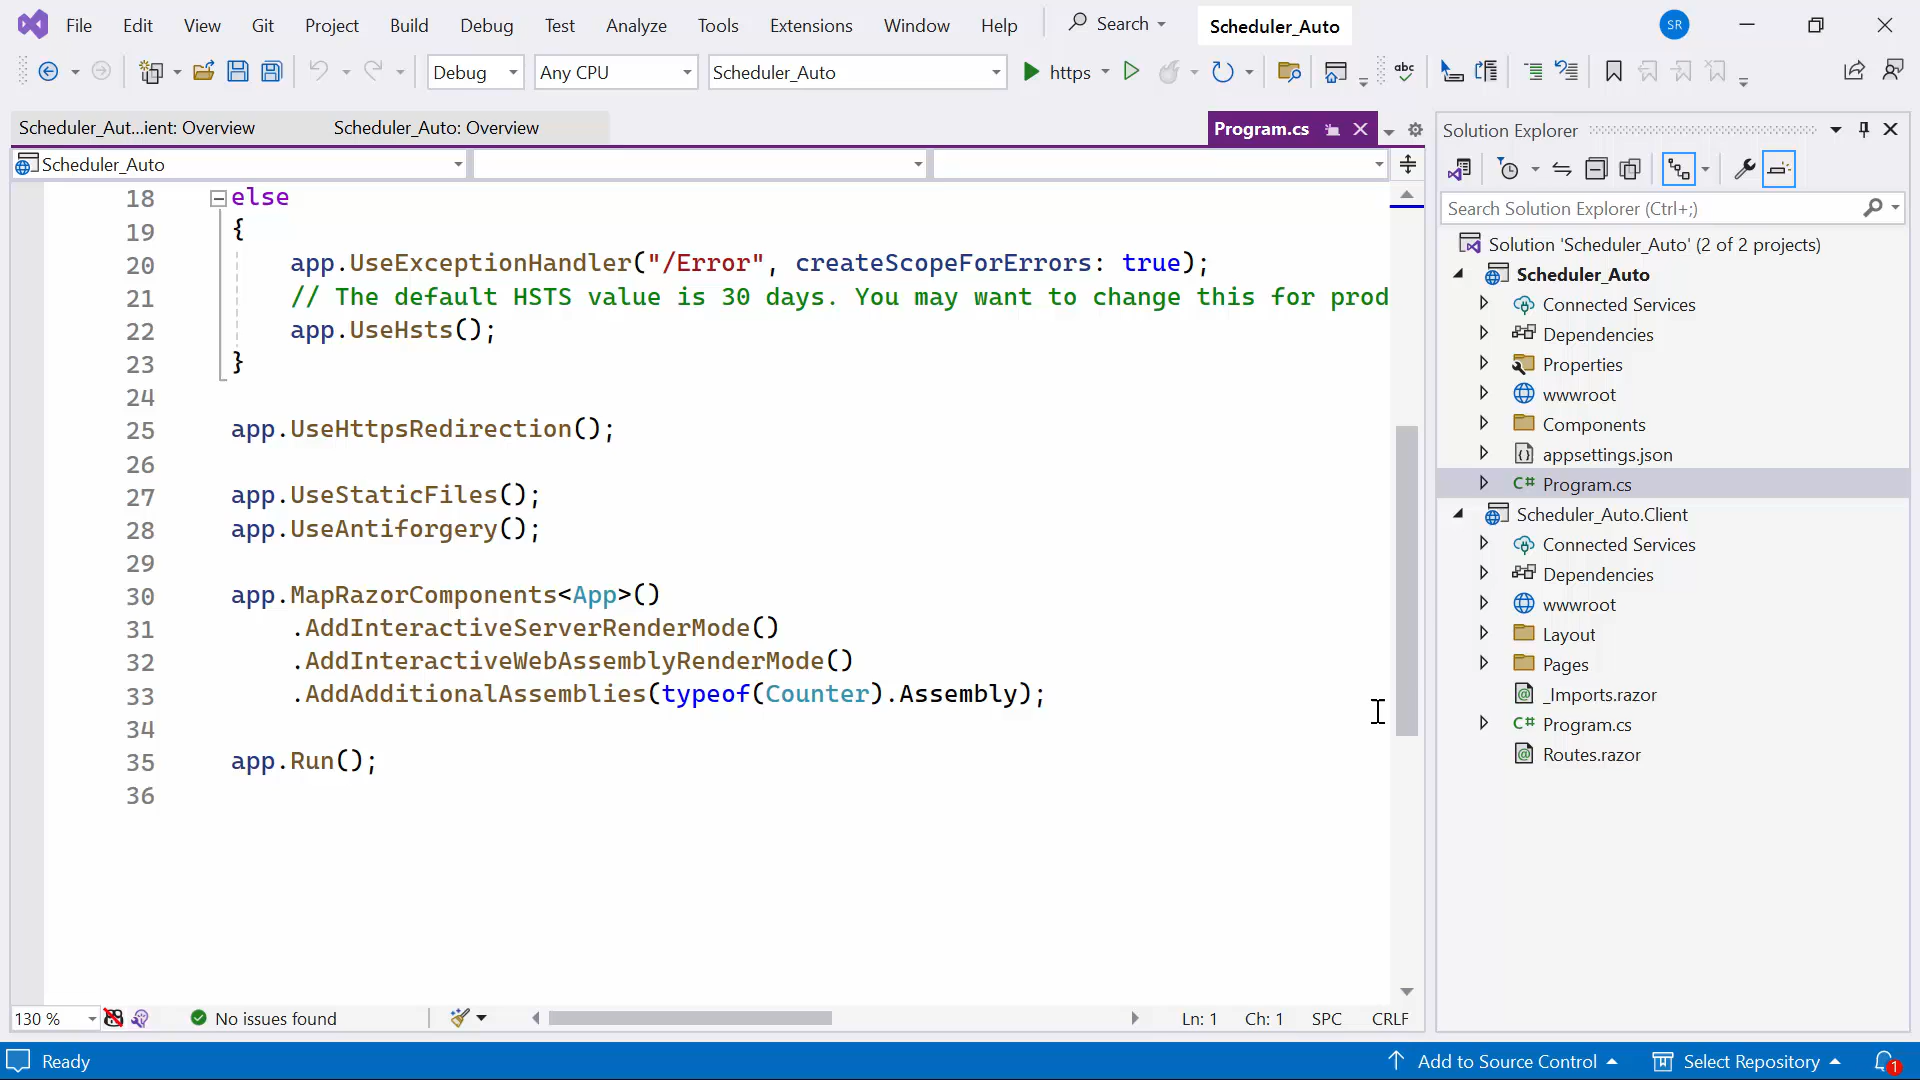 File Edit View Git Project Build Debug Test Analyze Tools Extensions Window Help Search Scheduler_Auto SR
Debug Any CPU Scheduler_Auto https abc
Scheduler_Aut...ient: Overview Scheduler_Auto: Overview Program.cs
Scheduler_Auto
18 else
19 {
20 app.UseExceptionHandler("/Error", createScopeForErrors: true);
21 // The default HSTS value is 30 days. You may want to change this for prod
22 app.UseHsts();
23 }
24
25 app.UseHttpsRedirection();
26
27 app.UseStaticFiles();
28 app.UseAntiforgery();
29
30 app.MapRazorComponents<App>()
31 .AddInteractiveServerRenderMode()
32 .AddInteractiveWebAssemblyRenderMode()
33 .AddAdditionalAssemblies(typeof(Counter).Assembly);
34
35 app.Run();
36
130 % No issues found Ln: 1 Ch: 1 SPC CRLF
Solution Explorer
Search Solution Explorer (Ctrl+;)
Solution 'Scheduler_Auto' (2 of 2 projects)
Scheduler_Auto
Connected Services
Dependencies
Properties
wwwroot
Components
appsettings.json
C# Program.cs
Scheduler_Auto.Client
Connected Services
Dependencies
wwwroot
Layout
Pages
_Imports.razor
C# Program.cs
Routes.razor
Ready Add to Source Control Select Repository 1